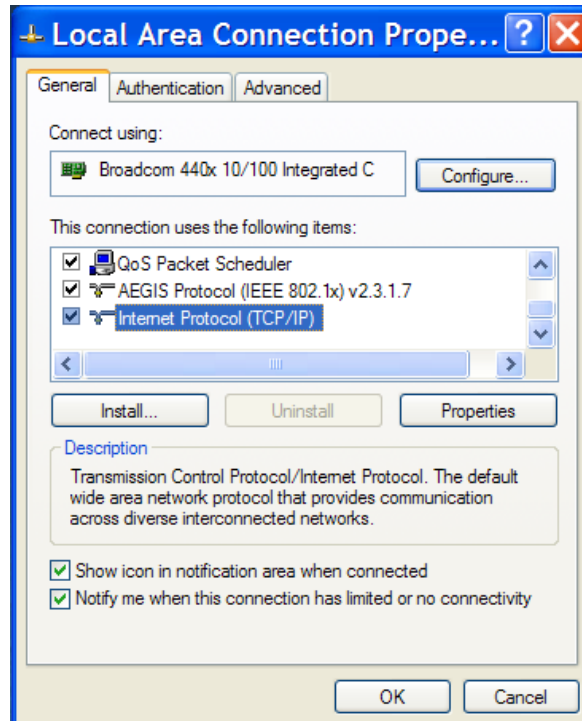 Local Area Connection Prope...
General Authentication Advanced
Connect using:
Broadcom 440x 10/100 Integrated C
Configure...
This connection uses the following items:
QoS Packet Scheduler
AEGIS Protocol (IEEE 802.1x) v2.3.1.7
Internet Protocol (TCP/IP)
Install... Uninstall Properties
Description
Transmission Control Protocol/Internet Protocol. The default
wide area network protocol that provides communication
across diverse interconnected networks.
Show icon in notification area when connected
Notify me when this connection has limited or no connectivity
OK Cancel